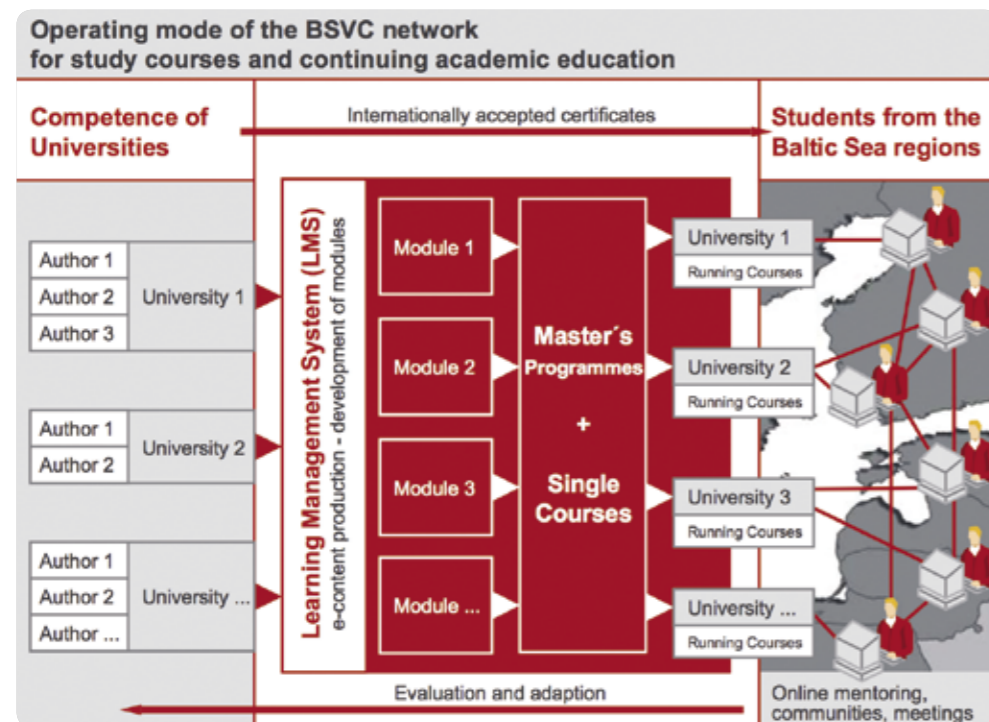 Operating mode of the BSVC network
for study courses and continuing academic education
Competence of
Universities
Internationally accepted certificates
Students from the
Baltic Sea regions
Author 1
Author 2
Author 3
University 1
Author 1
Author 2
University 2
Author 1
Author 2
Author ...
University ...
Learning Management System (LMS)
e-content production - development of modules
Module 1
Module 2
Module 3
Module ...
Master´s
Programmes
+
Single
Courses
University 1
Running Courses
University 2
Running Courses
University 3
Running Courses
University ...
Running Courses
Evaluation and adaption
Online mentoring,
communities, meetings